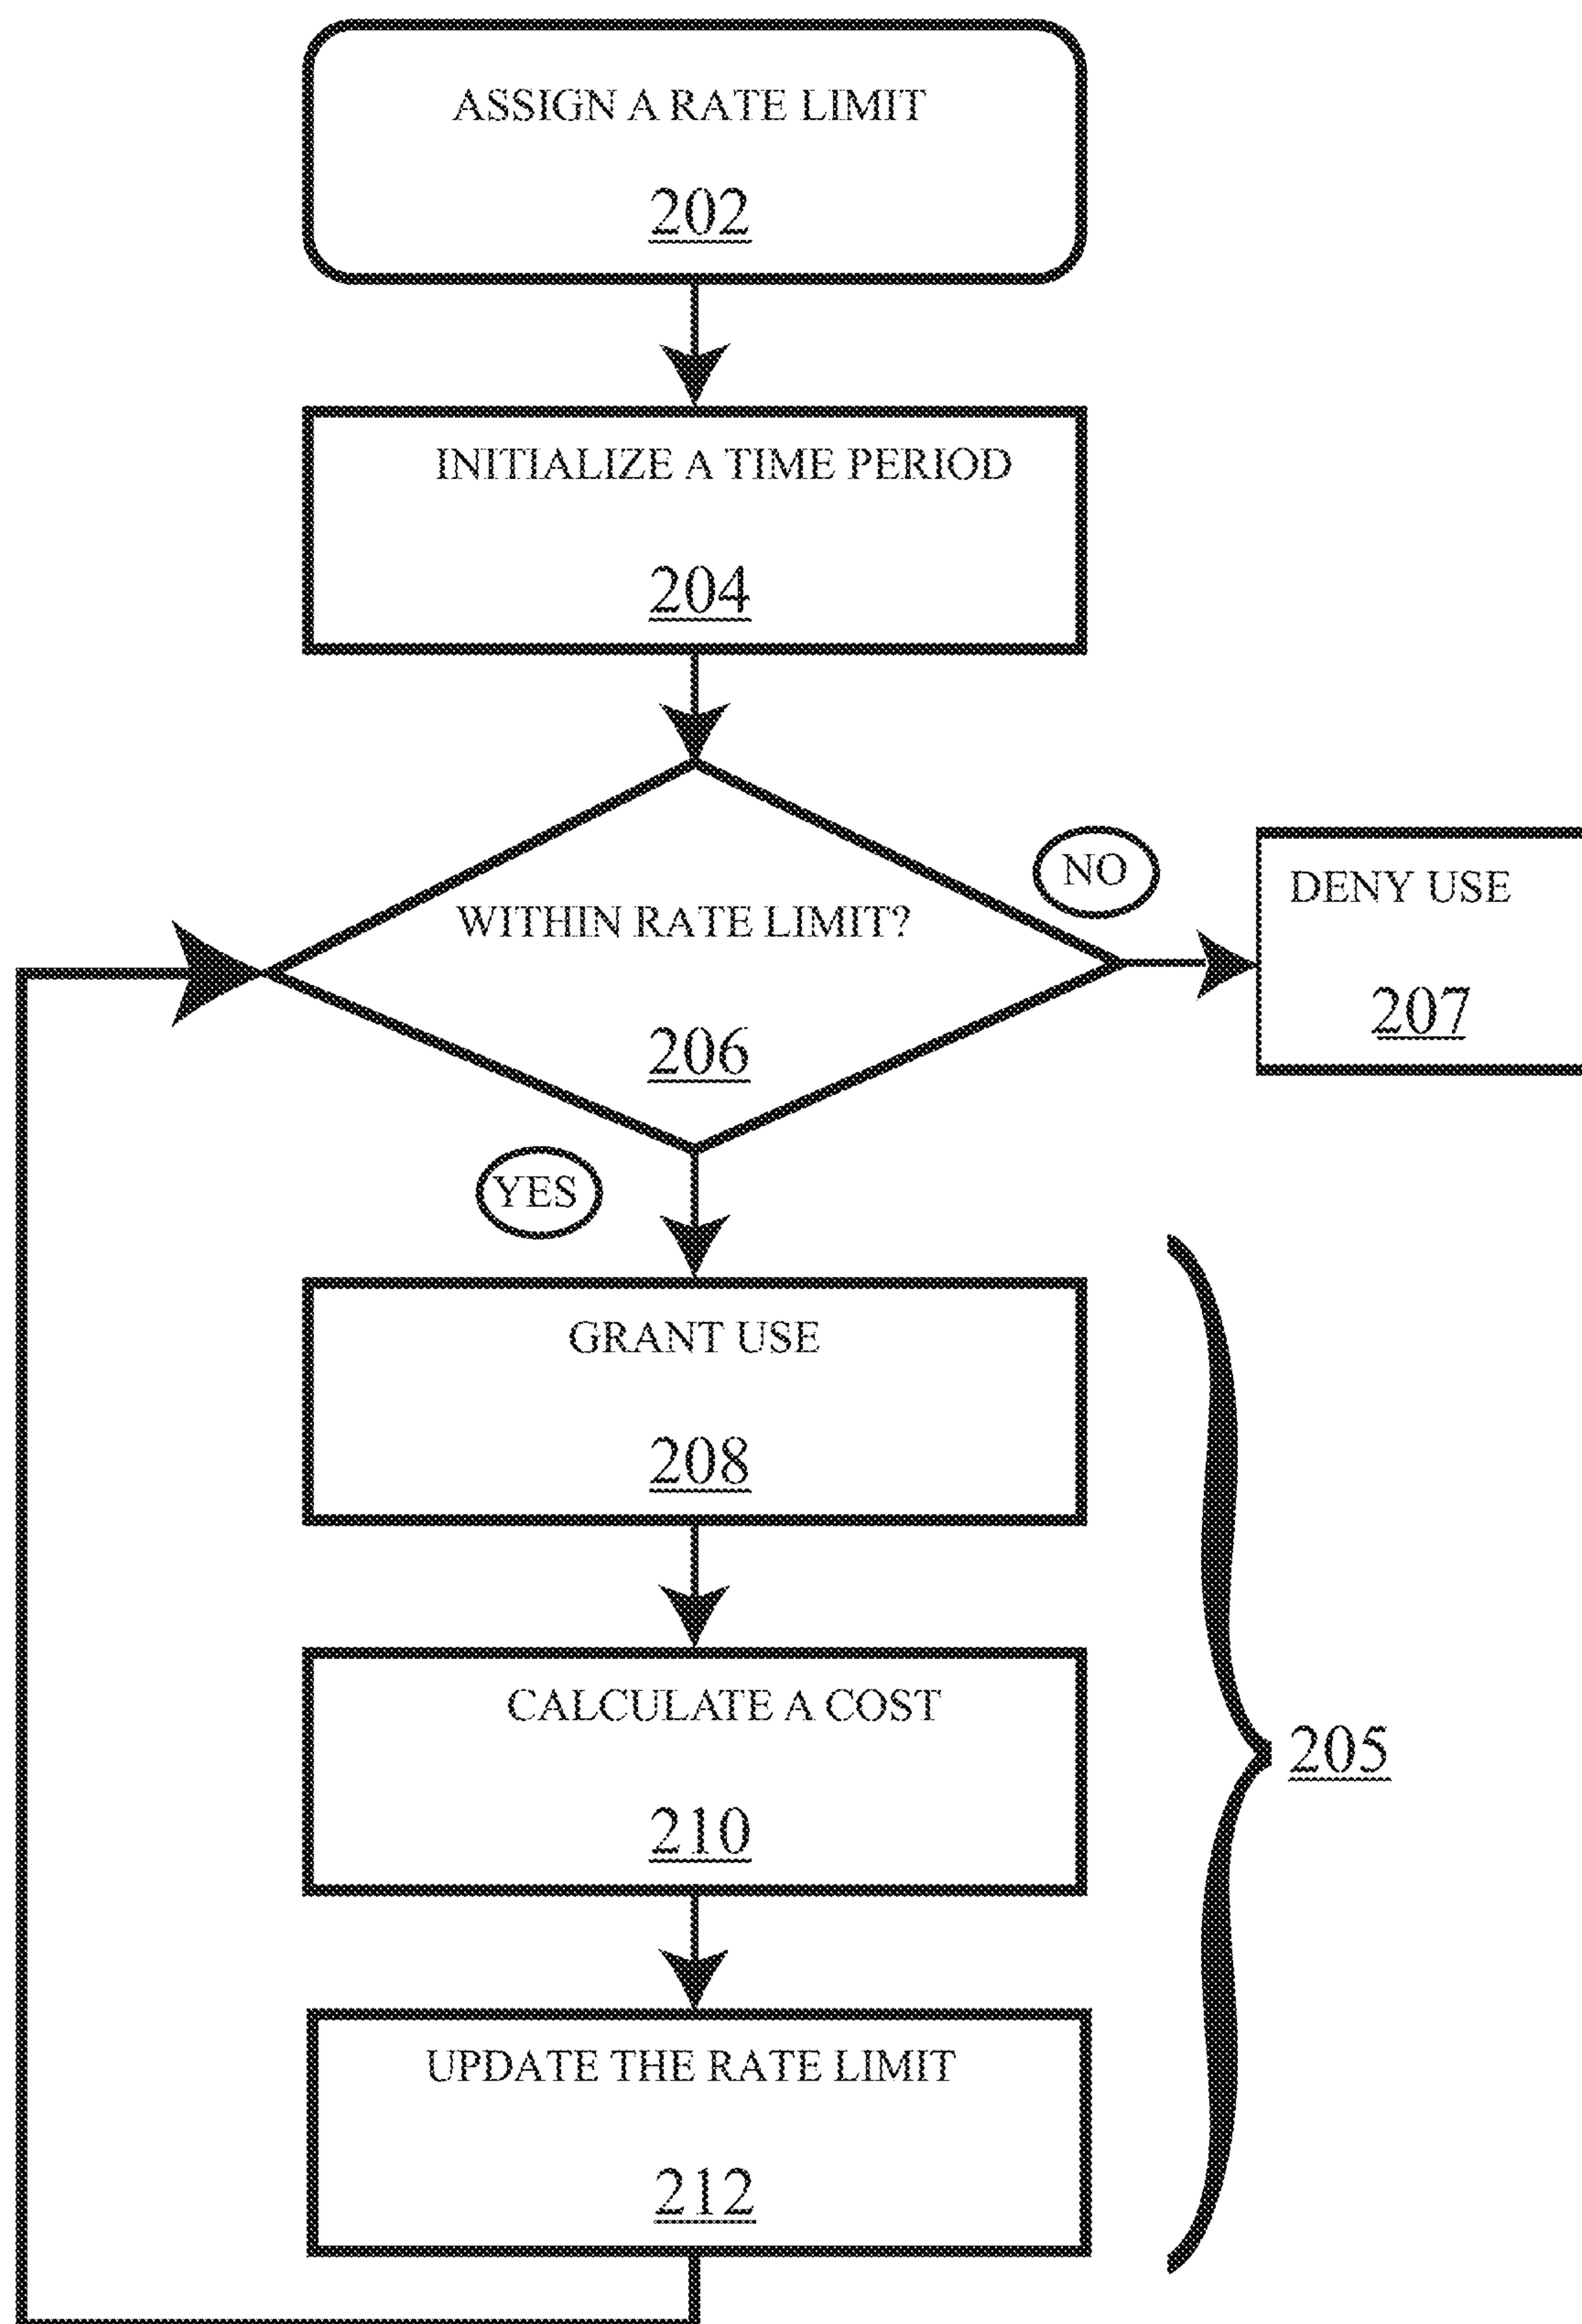 ASSIGN A RATE LIMIT
202
INITIALIZE A TIME PERIOD
204
WITHIN RATE LIMIT?
206
NO
DENY USE
207
YES
GRANT USE
208
CALCULATE A COST
210
205
UPDATE THE RATE LIMIT
212